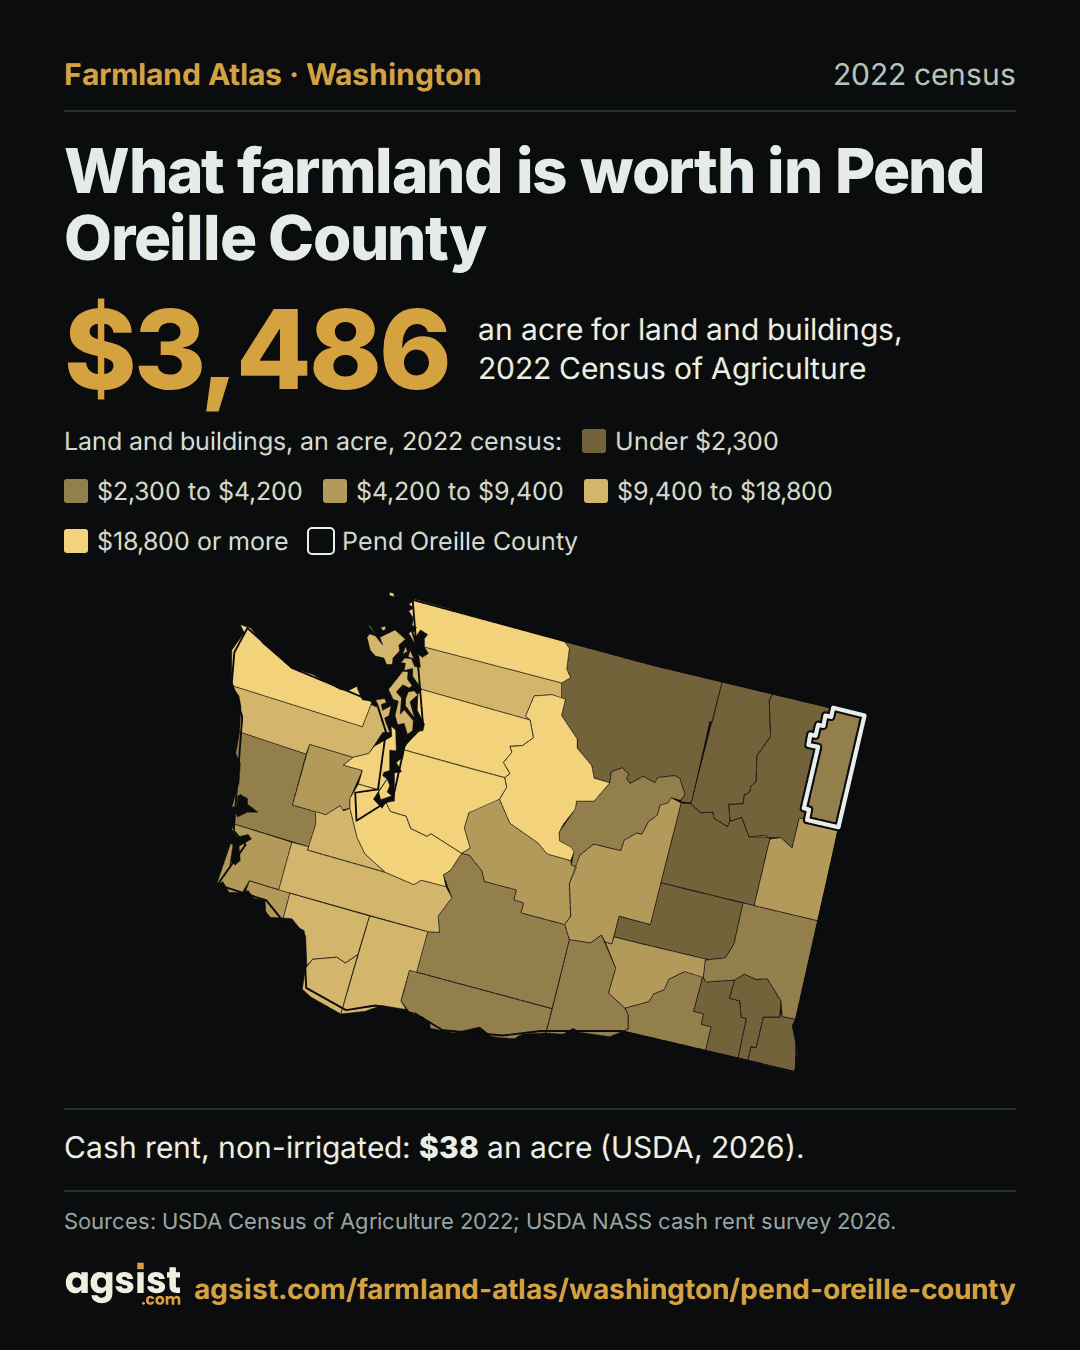 Farmland Atlas · Washington
2022 census
What farmland is worth in Pend
Oreille County
$3,486
an acre for land and buildings,
2022 Census of Agriculture
Land and buildings, an acre, 2022 census: Under $2,300
$2,300 to $4,200 $4,200 to $9,400 $9,400 to $18,800
$18,800 or more Pend Oreille County
Cash rent, non-irrigated: $38 an acre (USDA, 2026).
Sources: USDA Census of Agriculture 2022; USDA NASS cash rent survey 2026.
agsist
.com
agsist.com/farmland-atlas/washington/pend-oreille-county